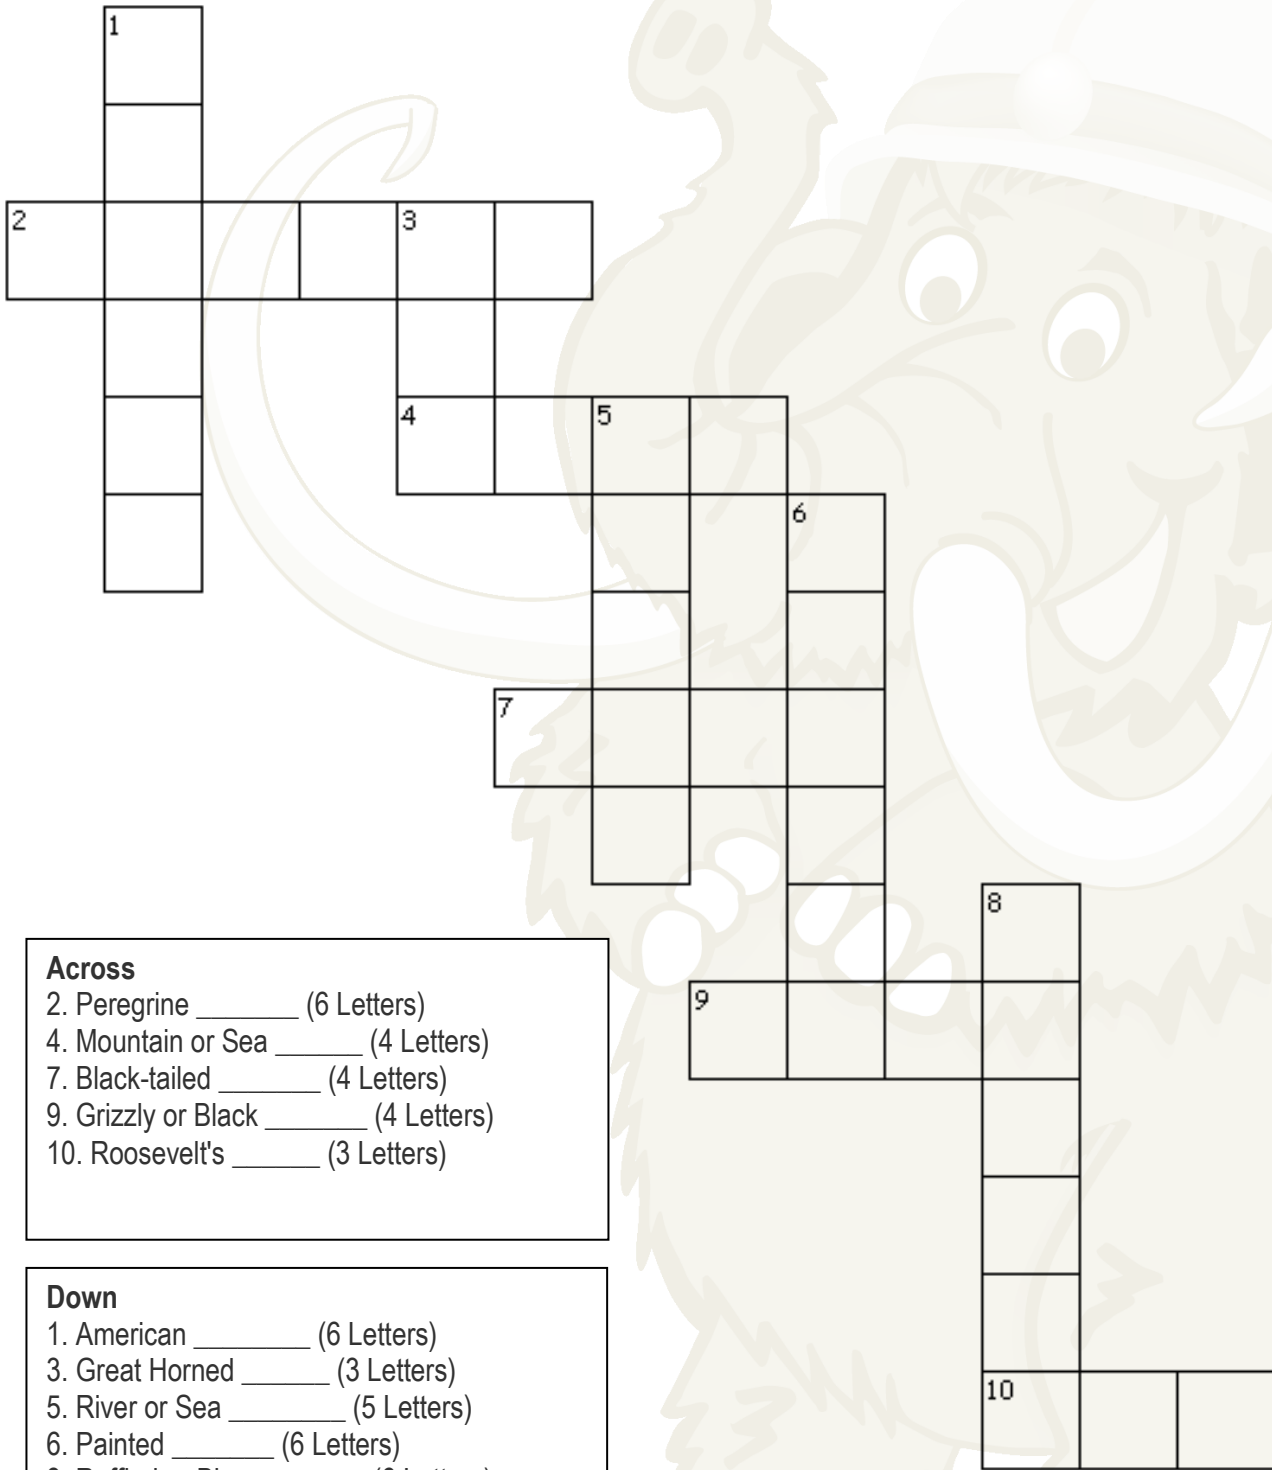 1
2
3
4
5
6
7
8
9
10
Across
2. Peregrine _______ (6 Letters)
4. Mountain or Sea ______ (4 Letters)
7. Black-tailed _______ (4 Letters)
9. Grizzly or Black _______ (4 Letters)
10. Roosevelt's ______ (3 Letters)
Down
1. American ________ (6 Letters)
3. Great Horned ______ (3 Letters)
5. River or Sea ________ (5 Letters)
6. Painted _______ (6 Letters)